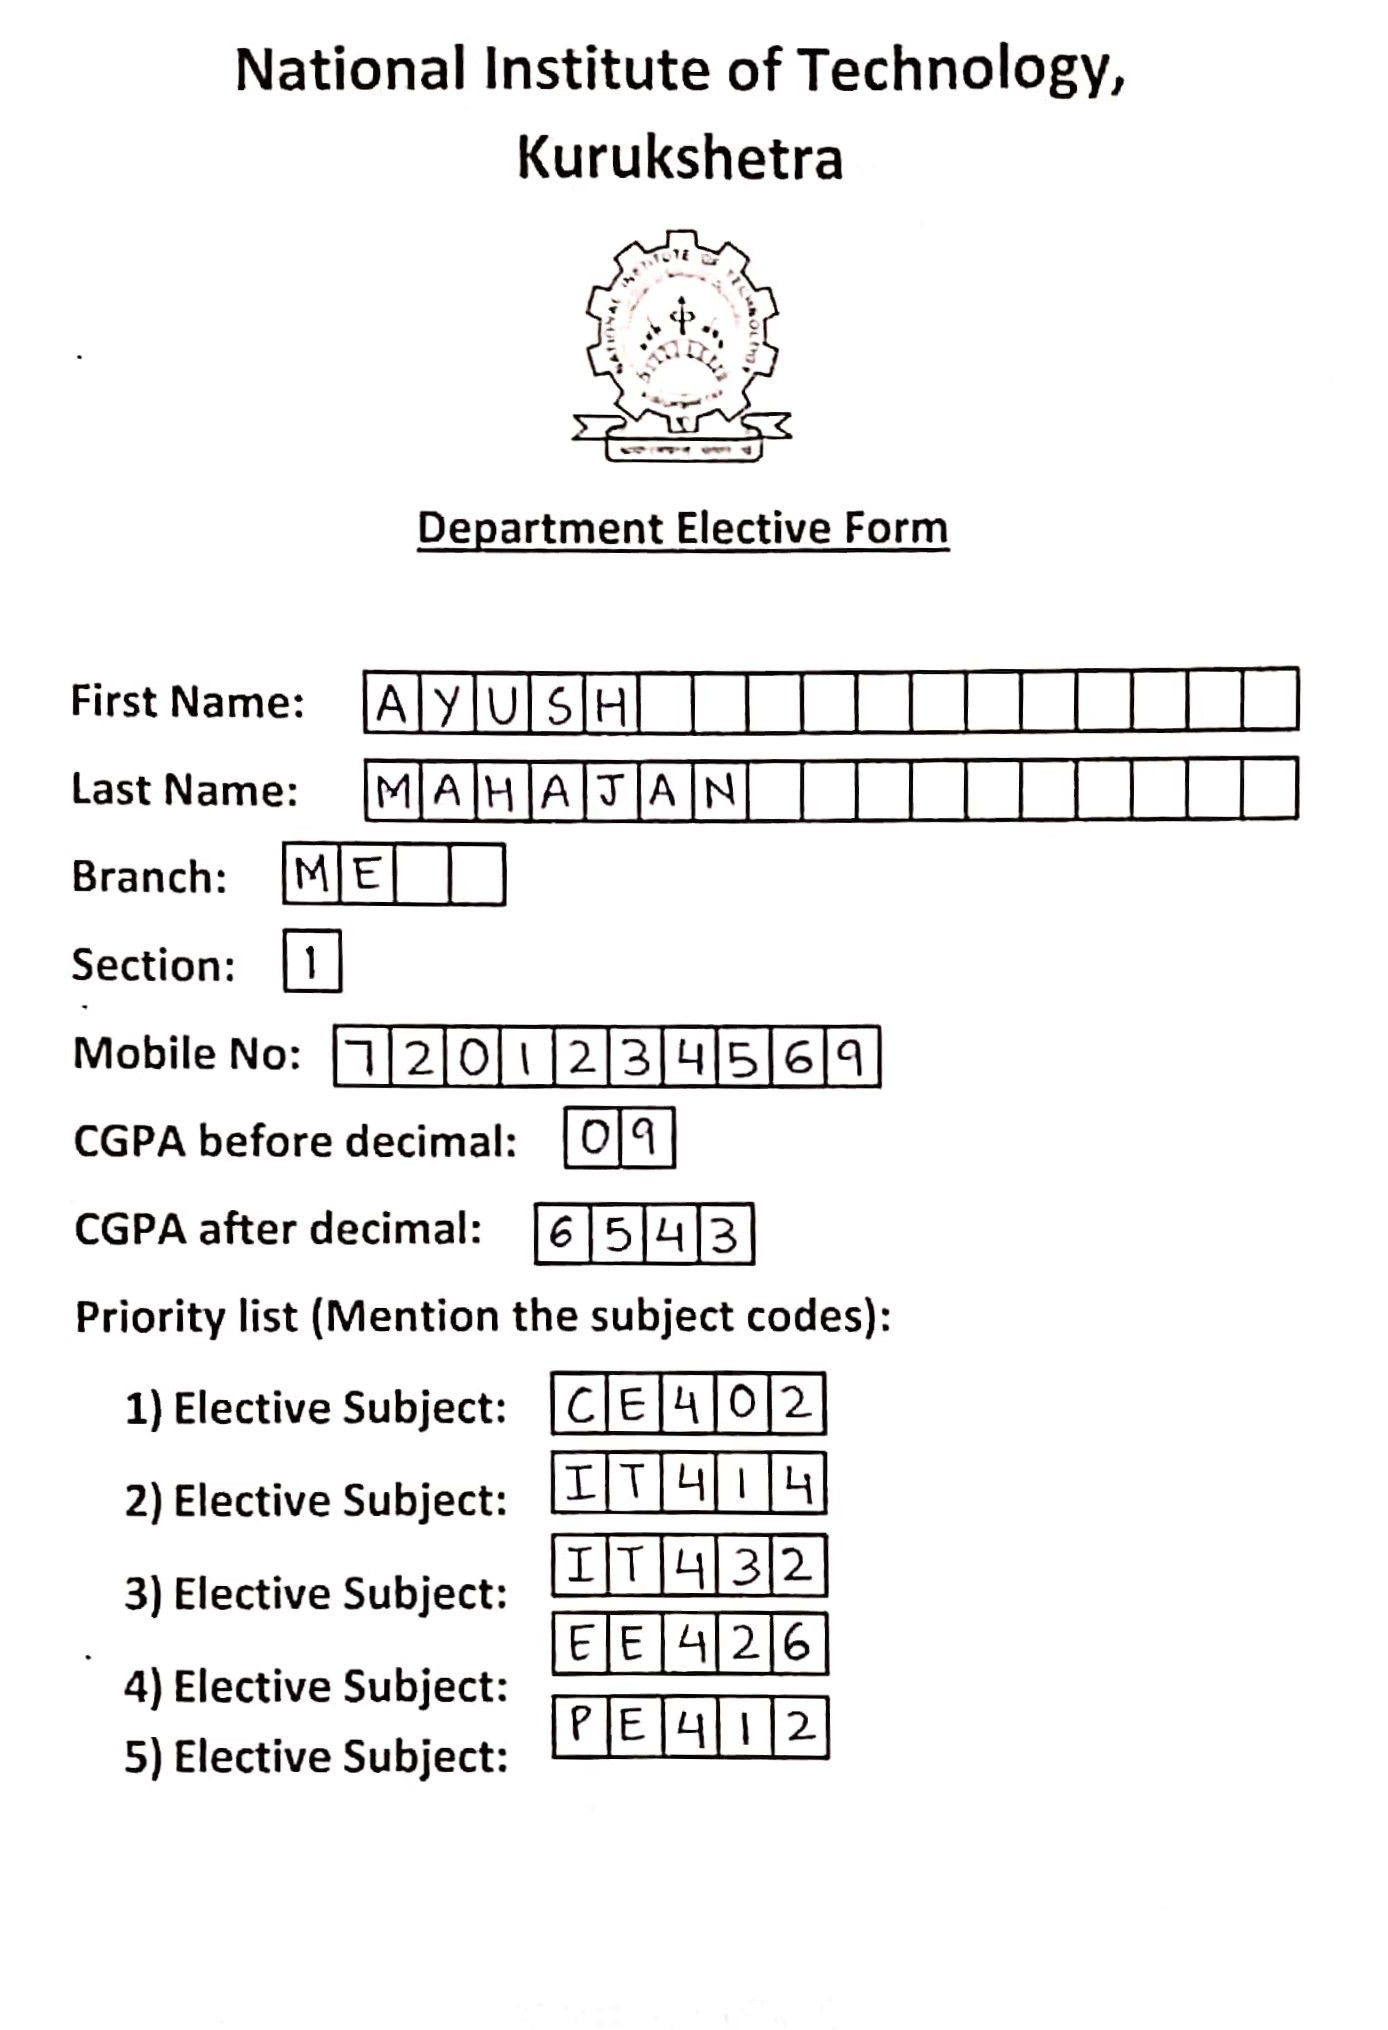 National Institute of Technology,
Kurukshetra
NATIONAL INSTITUTE OF TECHNOLOGY
Department Elective Form
First Name: AYUSH
Last Name: MAHAJAN
Branch: ME
Section: 1
Mobile No: 7201234569
CGPA before decimal: 09
CGPA after decimal: 6543
Priority list (Mention the subject codes):
1) Elective Subject: CE402
2) Elective Subject: IT414
3) Elective Subject: IT432
4) Elective Subject: EE426
5) Elective Subject: PE412